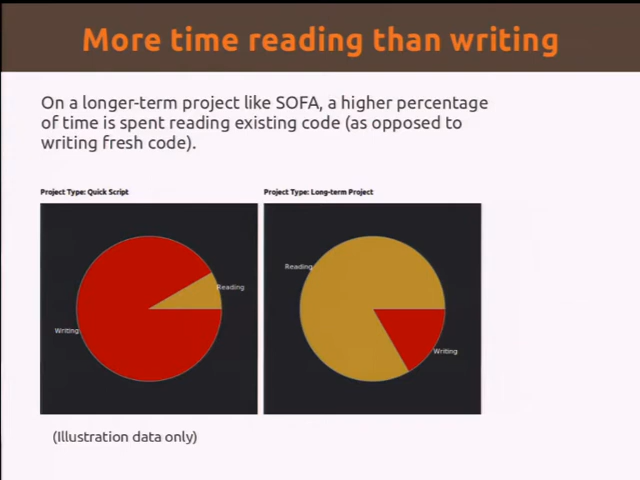 More time reading than writing
On a longer-term project like SOFA, a higher percentage
of time is spent reading existing code (as opposed to
writing fresh code).
Project Type: Quick Script
Project Type: Long-term Project
Reading
Writing
Reading
Writing
(Illustration data only)